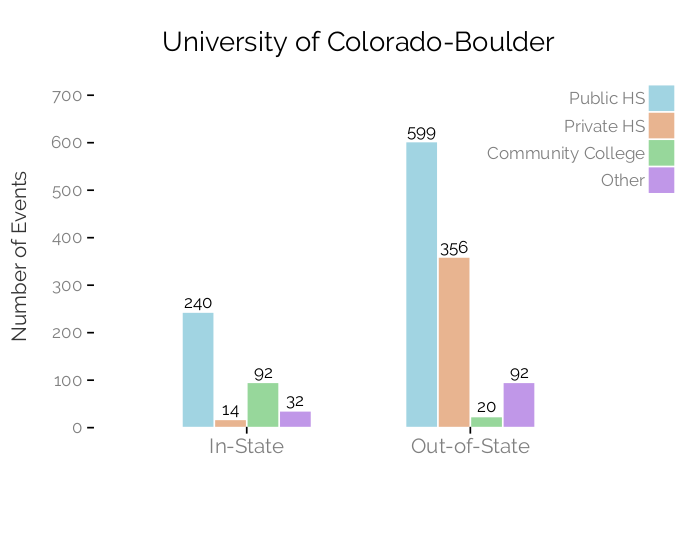 University of Colorado-Boulder
Number of Events
700
600
500
400
300
200
100
0
Public HS
Private HS
Community College
Other
240
14
92
32
599
356
20
92
In-State
Out-of-State